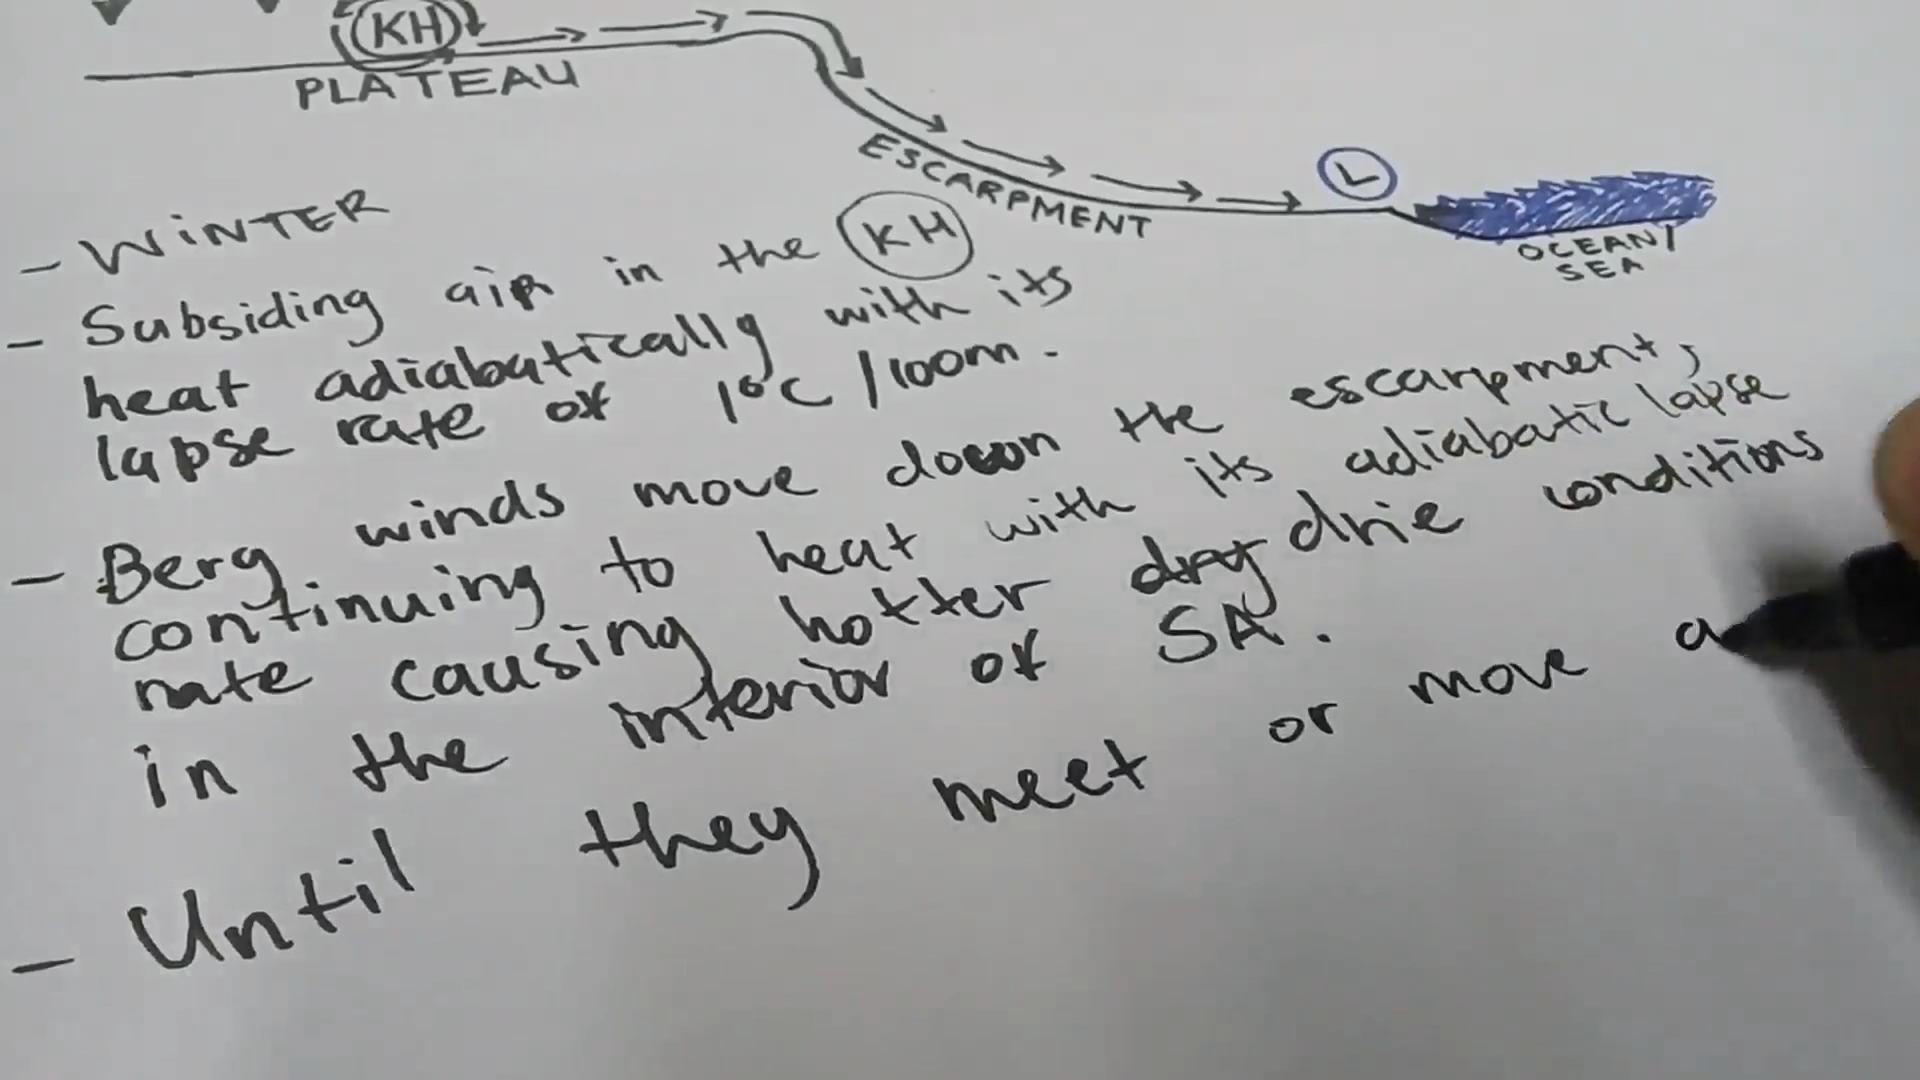 KH
PLATEAU
ESCARPMENT
L
OCEAN/
SEA
- WINTER
- Subsiding air in the KH
heat adiabatically with its
lapse rate of 1°C /100m.
- Berg winds move down the escarpment,
continuing to heat with its adiabatic lapse
rate causing hotter dry drie conditions
in the interior of SA.
- Until they meet or move a